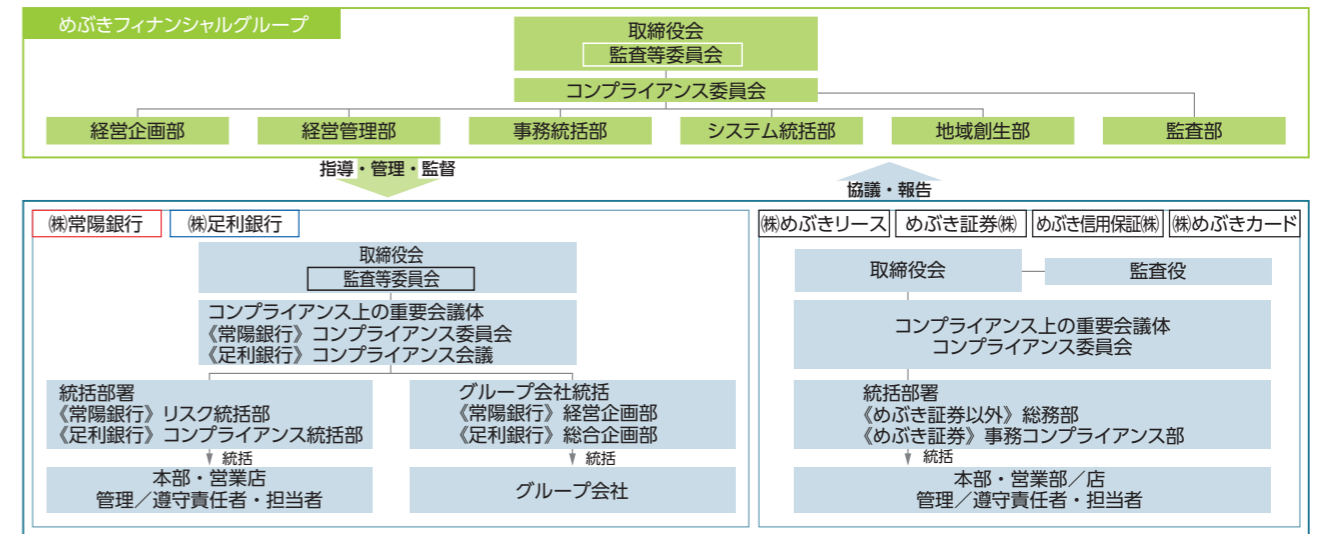 めぶきフィナンシャルグループ
取締役会
監査等委員会
コンプライアンス委員会
経営企画部
経営管理部
事務統括部
システム統括部
地域創生部
監査部
指導・管理・監督
協議・報告
㈱常陽銀行
㈱足利銀行
取締役会
監査等委員会
コンプライアンス上の重要会議体
《常陽銀行》コンプライアンス委員会
《足利銀行》コンプライアンス会議
統括部署
《常陽銀行》リスク統括部
《足利銀行》コンプライアンス統括部
統括
本部・営業店
管理／遵守責任者・担当者
グループ会社統括
《常陽銀行》経営企画部
《足利銀行》総合企画部
統括
グループ会社
㈱めぶきリース
めぶき証券㈱
めぶき信用保証㈱
㈱めぶきカード
取締役会
監査役
コンプライアンス上の重要会議体
コンプライアンス委員会
統括部署
《めぶき証券以外》総務部
《めぶき証券》事務コンプライアンス部
統括
本部・営業部／店
管理／遵守責任者・担当者